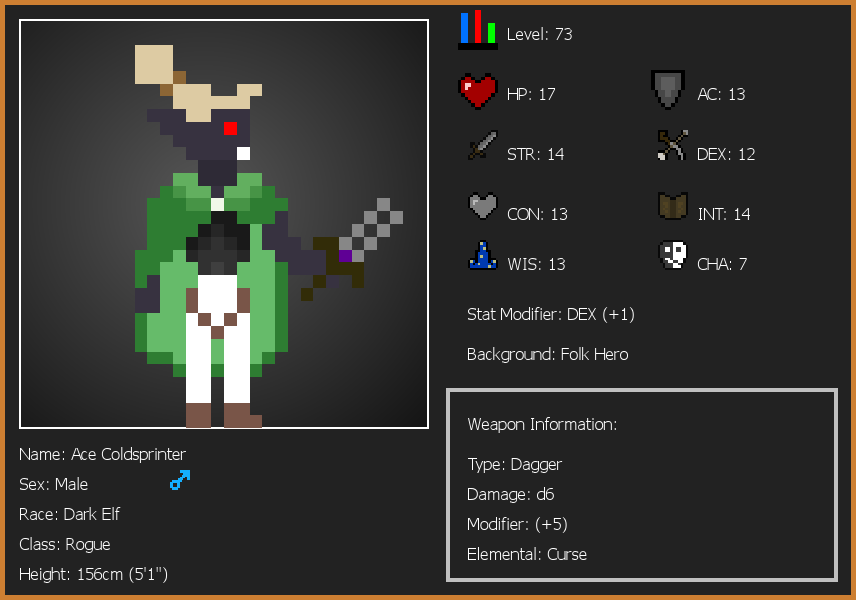 Level: 73
HP: 17
AC: 13
STR: 14
DEX: 12
CON: 13
INT: 14
WIS: 13
CHA: 7
Stat Modifier: DEX (+1)
Background: Folk Hero
Weapon Information:
Type: Dagger
Damage: d6
Modifier: (+5)
Elemental: Curse
Name: Ace Coldsprinter
Sex: Male
Race: Dark Elf
Class: Rogue
Height: 156cm (5'1")